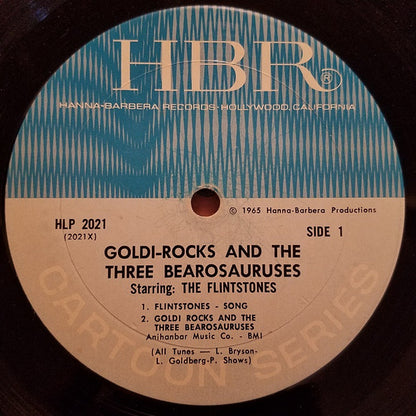 HBR®
HANNA-BARBERA RECORDS · HOLLYWOOD, CALIFORNIA
© 1965 Hanna-Barbera Productions
HLP 2021
SIDE 1
(2021X)
GOLDI-ROCKS AND THE
THREE BEAROSAURUSES
Starring: THE FLINTSTONES
1. FLINTSTONES - SONG
2. GOLDI ROCKS AND THE
THREE BEAROSAURUSES
Anihanbar Music Co. - BMI
(All Tunes — L. Bryson-
L. Goldberg-P. Shows)
CARTOON SERIES